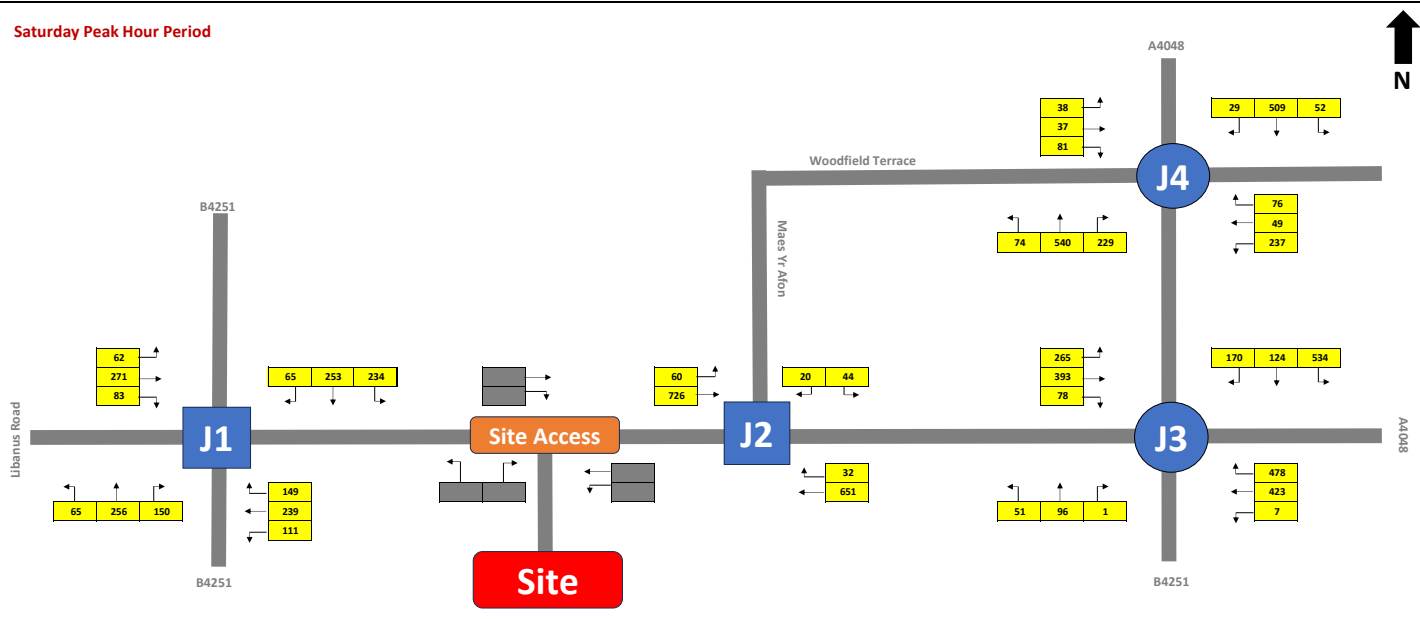 Saturday Peak Hour Period
A4048
N
38
37
81
29 509 52
Woodfield Terrace
J4
B4251
Maes Yr Afon
74 540 229
76
49
237
62
271
83
65 253 234
60
726
20 44
265
393
78
170 124 534
Libanus Road
J1
Site Access
J2
J3
A4048
65 256 150
149
239
111
32
651
51 96 1
478
423
7
B4251
Site
B4251